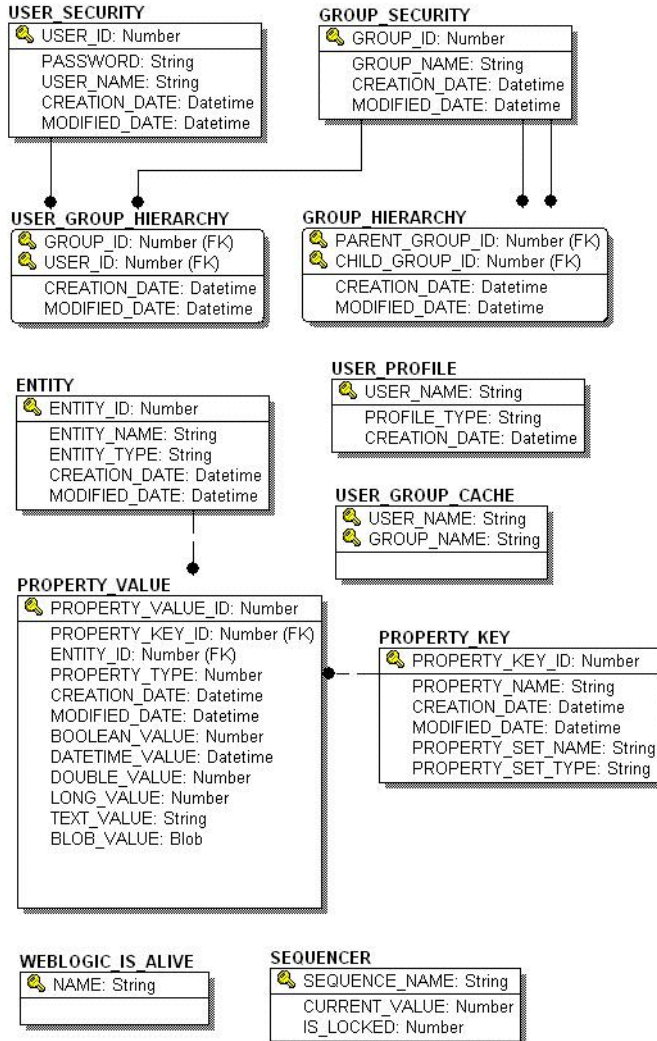 USER_SECURITY
USER_ID: Number
PASSWORD: String
USER_NAME: String
CREATION_DATE: Datetime
MODIFIED_DATE: Datetime
GROUP_SECURITY
GROUP_ID: Number
GROUP_NAME: String
CREATION_DATE: Datetime
MODIFIED_DATE: Datetime
USER_GROUP_HIERARCHY
GROUP_ID: Number (FK)
USER_ID: Number (FK)
CREATION_DATE: Datetime
MODIFIED_DATE: Datetime
GROUP_HIERARCHY
PARENT_GROUP_ID: Number (FK)
CHILD_GROUP_ID: Number (FK)
CREATION_DATE: Datetime
MODIFIED_DATE: Datetime
ENTITY
ENTITY_ID: Number
ENTITY_NAME: String
ENTITY_TYPE: String
CREATION_DATE: Datetime
MODIFIED_DATE: Datetime
USER_PROFILE
USER_NAME: String
PROFILE_TYPE: String
CREATION_DATE: Datetime
USER_GROUP_CACHE
USER_NAME: String
GROUP_NAME: String
PROPERTY_VALUE
PROPERTY_VALUE_ID: Number
PROPERTY_KEY_ID: Number (FK)
ENTITY_ID: Number (FK)
PROPERTY_TYPE: Number
CREATION_DATE: Datetime
MODIFIED_DATE: Datetime
BOOLEAN_VALUE: Number
DATETIME_VALUE: Datetime
DOUBLE_VALUE: Number
LONG_VALUE: Number
TEXT_VALUE: String
BLOB_VALUE: Blob
PROPERTY_KEY
PROPERTY_KEY_ID: Number
PROPERTY_NAME: String
CREATION_DATE: Datetime
MODIFIED_DATE: Datetime
PROPERTY_SET_NAME: String
PROPERTY_SET_TYPE: String
WEBLOGIC_IS_ALIVE
NAME: String
SEQUENCER
SEQUENCE_NAME: String
CURRENT_VALUE: Number
IS_LOCKED: Number